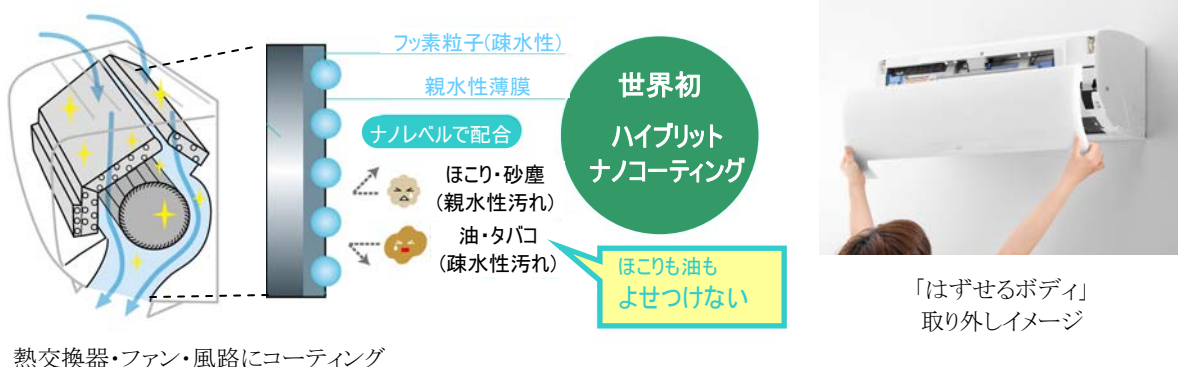 フッ素粒子(疎水性)
親水性薄膜
ナノレベルで配合
ほこり・砂塵
(親水性汚れ)
油・タバコ
(疎水性汚れ)
世界初
ハイブリット
ナノコーティング
ほこりも油も
よせつけない
熱交換器・ファン・風路にコーティング
「はずせるボディ」
取り外しイメージ